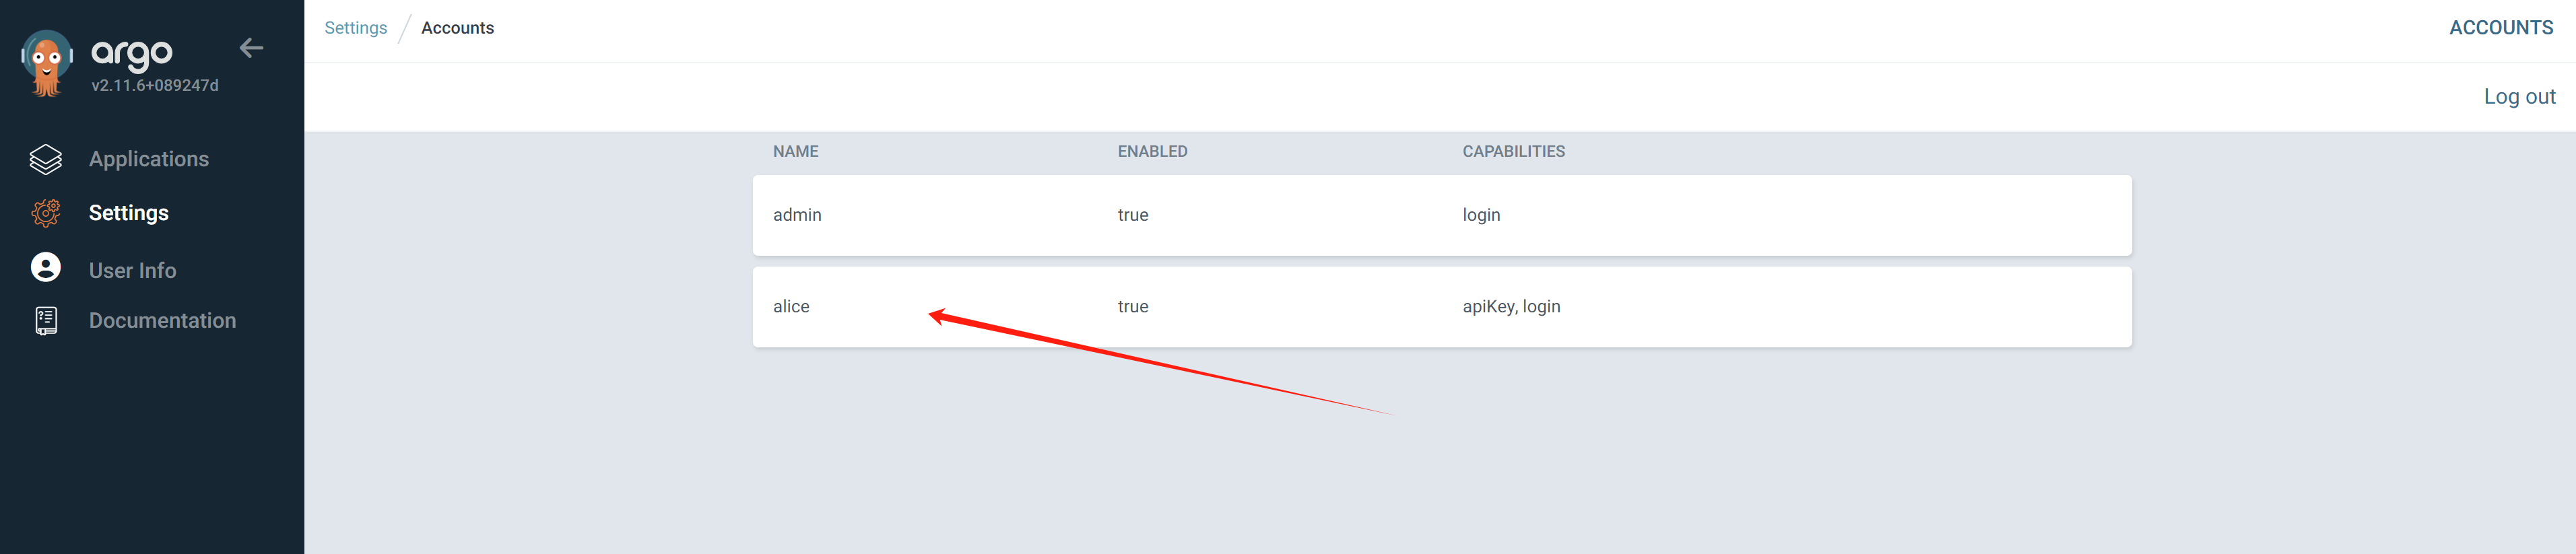 argo
v2.11.6+089247d
Applications
Settings
User Info
Documentation
Settings / Accounts
ACCOUNTS
Log out
NAME ENABLED CAPABILITIES
admin true login
alice true apiKey, login